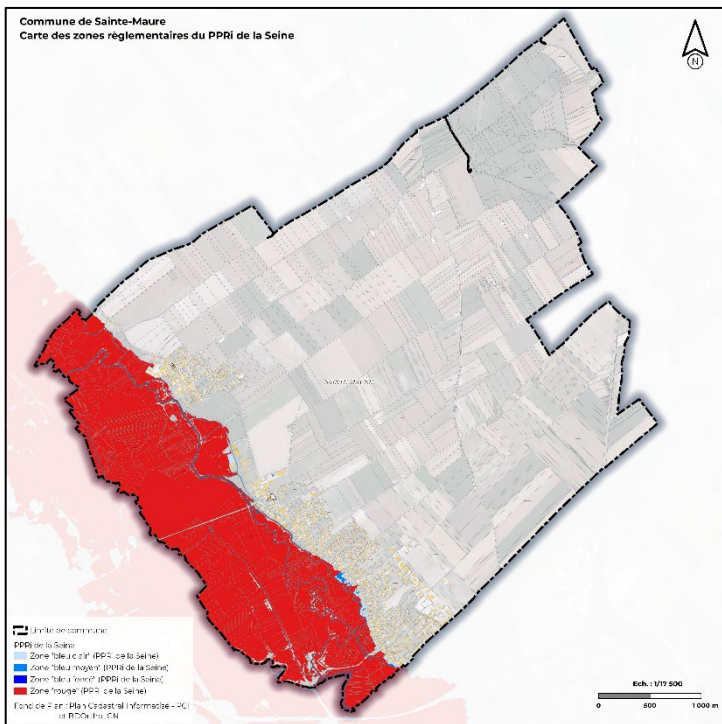 Commune de Sainte-Maure
Carte des zones règlementaires du PPRi de la Seine
N
Limite de commune
PPRi de la Seine
Zone "bleu clair" (PPRi de la Seine)
Zone "bleu moyen" (PPRi de la Seine)
Zone "bleu foncé" (PPRi de la Seine)
Zone "rouge" (PPRi de la Seine)
Fond de Plan : Plan Cadastral Informatisé - PCI
et BDOrtho IGN
Ech. : 1/17 500
0 500 1000 m